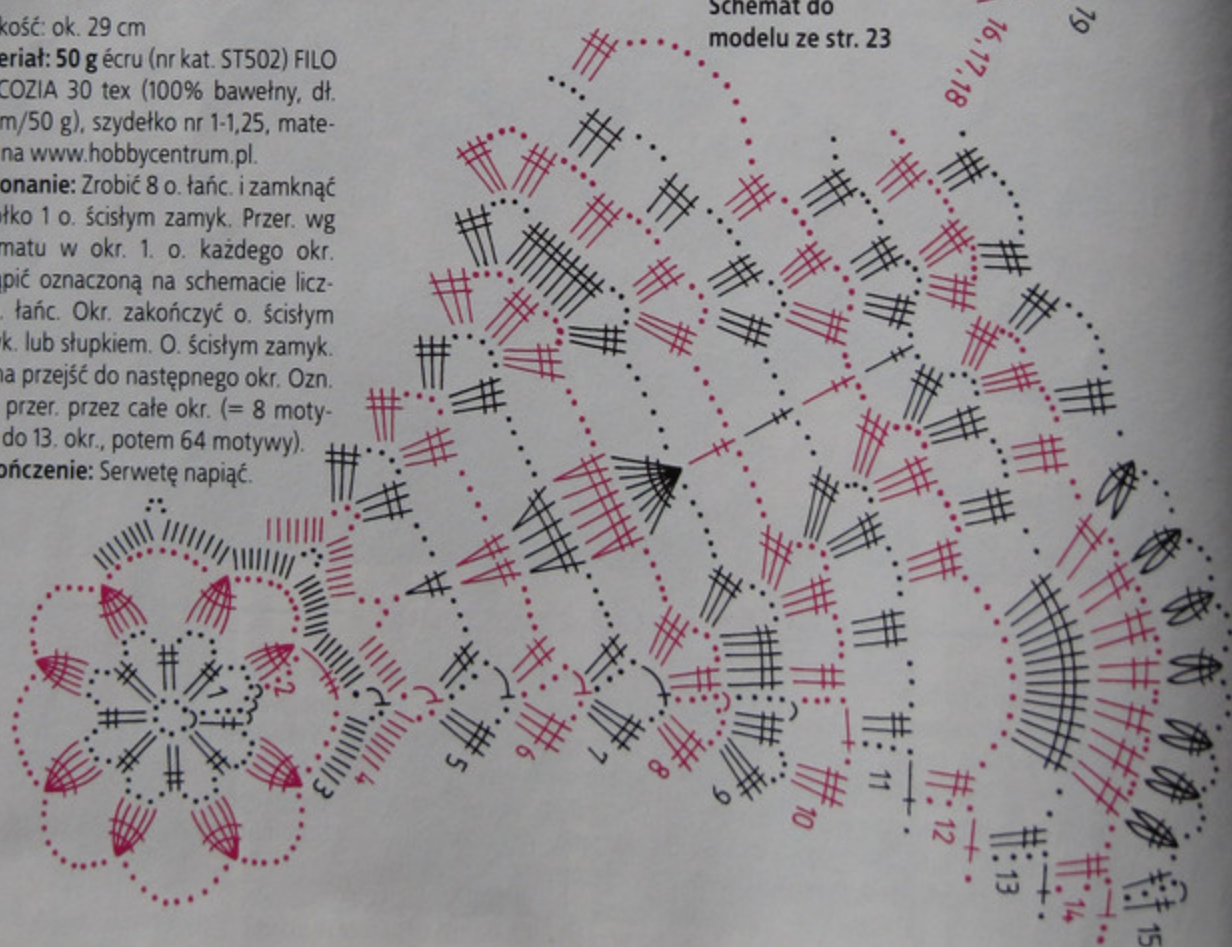 kość: ok. 29 cm
eriał: 50 g écru (nr kat. ST502) FILO
COZIA 30 tex (100% bawełny, dł.
m/50 g), szydełko nr 1-1,25, mate-
na www.hobbycentrum.pl.
onanie: Zrobić 8 o. łańc. i zamknąć
łko 1 o. ścisłym zamyk. Przer. wg
matu w okr. 1. o. każdego okr.
ąpić oznaczoną na schemacie licz-
. łańc. Okr. zakończyć o. ścisłym
k. lub słupkiem. O. ścisłym zamyk.
na przejść do następnego okr. Ozn.
przer. przez całe okr. (= 8 moty-
do 13. okr., potem 64 motywy).
ończenie: Serwetę napiąć.
Schemat do
modelu ze str. 23
16,17,18
19
1
2
3
4
5
6
7
8
9
10
11
12
13
14
15